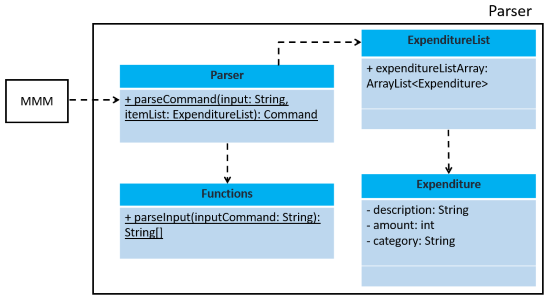 Parser
MMM
Parser
+ parseCommand(input: String,
itemList: ExpenditureList): Command
Functions
+ parseInput(inputCommand: String):
String[]
ExpenditureList
+ expenditureListArray:
ArrayList<Expenditure>
Expenditure
- description: String
- amount: int
- category: String